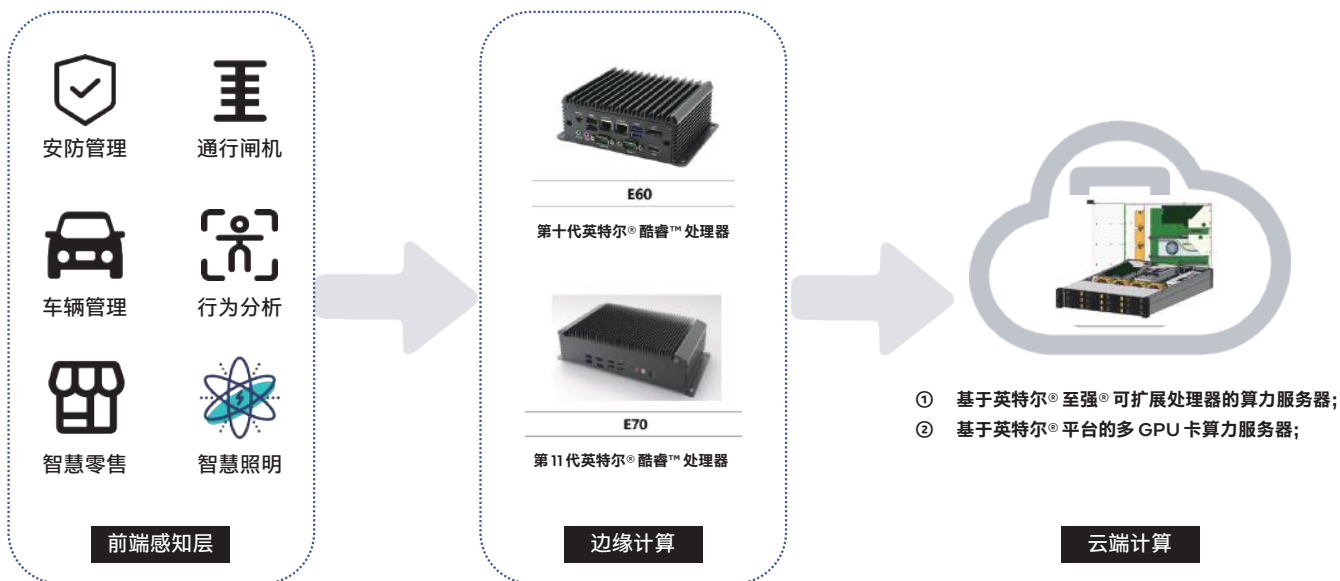 安防管理
通行闸机
车辆管理
行为分析
智慧零售
智慧照明
前端感知层
E60
第十代英特尔® 酷睿™ 处理器
E70
第11代英特尔® 酷睿™ 处理器
边缘计算
① 基于英特尔® 至强® 可扩展处理器的算力服务器;
② 基于英特尔® 平台的多 GPU 卡算力服务器;
云端计算